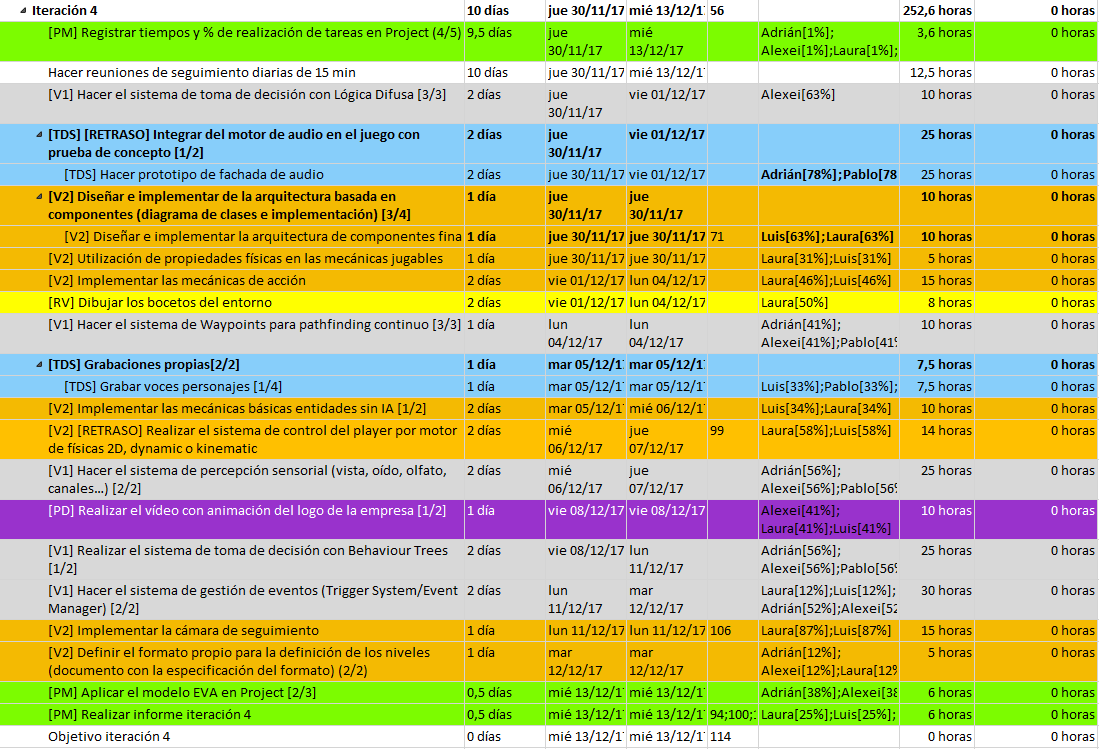 Iteración 4 10 días jue 30/11/17 mié 13/12/17 56 252,6 horas 0 horas
[PM] Registrar tiempos y % de realización de tareas en Project (4/5) 9,5 días jue mié Adrián[1%]; 3,6 horas 0 horas
30/11/17 13/12/17 Alexei[1%];Laura[1%];
Hacer reuniones de seguimiento diarias de 15 min 10 días jue 30/11/17 mié 13/12/1 12,5 horas 0 horas
[V1] Hacer el sistema de toma de decisión con Lógica Difusa [3/3] 2 días jue vie 01/12/17 Alexei[63%] 10 horas 0 horas
30/11/17
[TDS] [RETRASO] Integrar del motor de audio en el juego con 2 días jue vie 01/12/17 25 horas 0 horas
prueba de concepto [1/2] 30/11/17
[TDS] Hacer prototipo de fachada de audio 2 días jue 30/11/17 vie 01/12/17 Adrián[78%];Pablo[78 25 horas 0 horas
[V2] Diseñar e implementar de la arquitectura basada en 1 día jue jue 10 horas 0 horas
componentes (diagrama de clases e implementación) [3/4] 30/11/17 30/11/17
[V2] Diseñar e implementar la arquitectura de componentes fina 1 día jue 30/11/17 jue 30/11/17 71 Luis[63%];Laura[63%] 10 horas 0 horas
[V2] Utilización de propiedades físicas en las mecánicas jugables 1 día jue 30/11/17 jue 30/11/17 Laura[31%];Luis[31%] 5 horas 0 horas
[V2] Implementar las mecánicas de acción 2 días vie 01/12/17 lun 04/12/17 Laura[46%];Luis[46%] 15 horas 0 horas
[RV] Dibujar los bocetos del entorno 2 días vie 01/12/17 lun 04/12/17 Laura[50%] 8 horas 0 horas
[V1] Hacer el sistema de Waypoints para pathfinding continuo [3/3] 1 día lun lun Adrián[41%]; 10 horas 0 horas
04/12/17 04/12/17 Alexei[41%];Pablo[41%
[TDS] Grabaciones propias[2/2] 1 día mar 05/12/1 mar 05/12/1 7,5 horas 0 horas
[TDS] Grabar voces personajes [1/4] 1 día mar 05/12/1 mar 05/12/1 Luis[33%];Pablo[33%]; 7,5 horas 0 horas
[V2] Implementar las mecánicas básicas entidades sin IA [1/2] 2 días mar 05/12/1 mié 06/12/1 Luis[34%];Laura[34%] 10 horas 0 horas
[V2] [RETRASO] Realizar el sistema de control del player por motor 2 días mié jue 99 Laura[58%];Luis[58%] 14 horas 0 horas
de físicas 2D, dynamic o kinematic 06/12/17 07/12/17
[V1] Hacer el sistema de percepción sensorial (vista, oído, olfato, 2 días mié jue Adrián[56%]; 25 horas 0 horas
canales...) [2/2] 06/12/17 07/12/17 Alexei[56%];Pablo[56%
[PD] Realizar el vídeo con animación del logo de la empresa [1/2] 1 día vie 08/12/17 vie 08/12/17 Alexei[41%]; 10 horas 0 horas
Laura[41%];Luis[41%]
[V1] Realizar el sistema de toma de decisión con Behaviour Trees 2 días vie 08/12/17 lun Adrián[56%]; 25 horas 0 horas
[1/2] 11/12/17 Alexei[56%];Pablo[56%
[V1] Hacer el sistema de gestión de eventos (Trigger System/Event 2 días lun mar Laura[12%];Luis[12%]; 30 horas 0 horas
Manager) [2/2] 11/12/17 12/12/17 Adrián[52%];Alexei[52
[V2] Implementar la cámara de seguimiento 1 día lun 11/12/17 lun 11/12/17 106 Laura[87%];Luis[87%] 15 horas 0 horas
[V2] Definir el formato propio para la definición de los niveles 1 día mar mar Adrián[12%]; 5 horas 0 horas
(documento con la especificación del formato) (2/2) 12/12/17 12/12/17 Alexei[12%];Laura[12%
[PM] Aplicar el modelo EVA en Project [2/3] 0,5 días mié 13/12/1 mié 13/12/1 Adrián[38%];Alexei[38 6 horas 0 horas
[PM] Realizar informe iteración 4 0,5 días mié 13/12/1 mié 13/12/1 94;100; Laura[25%];Luis[25%]; 6 horas 0 horas
Objetivo iteración 4 0 días mié 13/12/1 mié 13/12/1 114 0 horas 0 horas